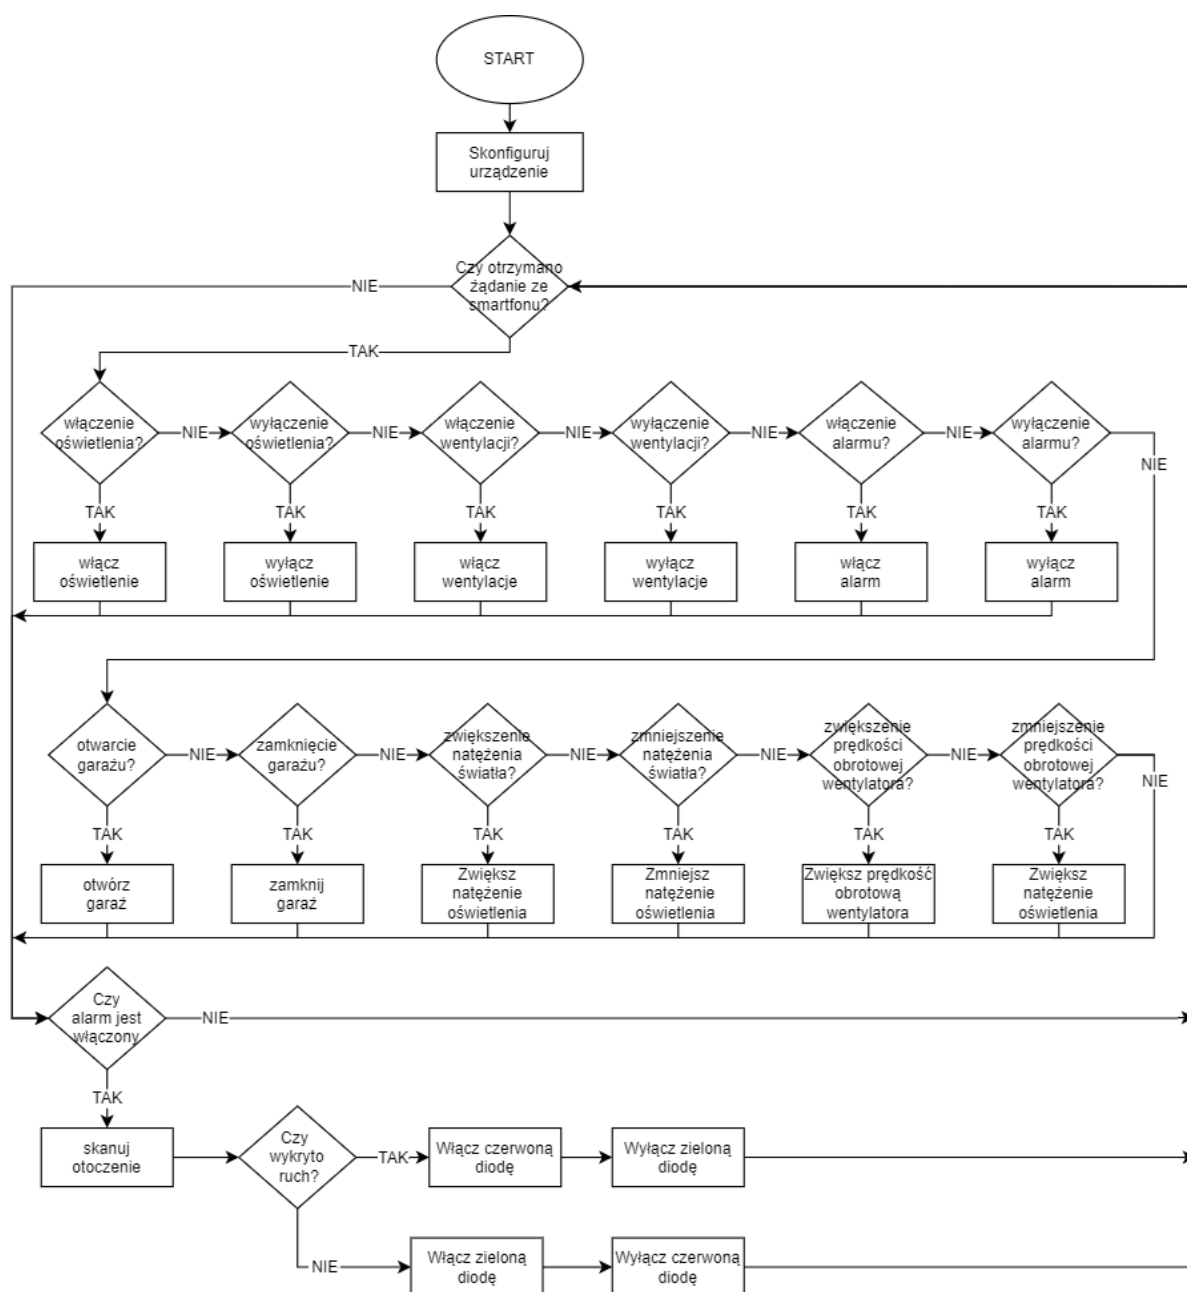 START
Skonfiguruj
urządzenie
Czy otrzymano
żądanie ze
smartfonu?
NIE
TAK
włączenie
oświetlenia?
NIE
wyłączenie
oświetlenia?
NIE
włączenie
wentylacji?
NIE
wyłączenie
wentylacji?
NIE
włączenie
alarmu?
NIE
wyłączenie
alarmu?
NIE
TAK
TAK
TAK
TAK
TAK
TAK
włącz
oświetlenie
wyłącz
oświetlenie
włącz
wentylacje
wyłącz
wentylacje
włącz
alarm
wyłącz
alarm
otwarcie
garażu?
NIE
zamknięcie
garażu?
NIE
zwiększenie
natężenia
światła?
NIE
zmniejszenie
natężenia
światła?
NIE
zwiększenie
prędkości
obrotowej
wentylatora?
NIE
zmniejszenie
prędkości
obrotowej
wentylatora?
NIE
TAK
TAK
TAK
TAK
TAK
TAK
otwórz
garaż
zamknij
garaż
Zwiększ
natężenie
oświetlenia
Zmniejsz
natężenie
oświetlenia
Zwiększ prędkość
obrotową
wentylatora
Zwiększ
natężenie
oświetlenia
Czy
alarm jest
włączony
NIE
TAK
skanuj
otoczenie
Czy
wykryto
ruch?
TAK
Włącz czerwoną
diodę
Wyłącz zieloną
diodę
NIE
Włącz zieloną
diodę
Wyłącz czerwoną
diodę